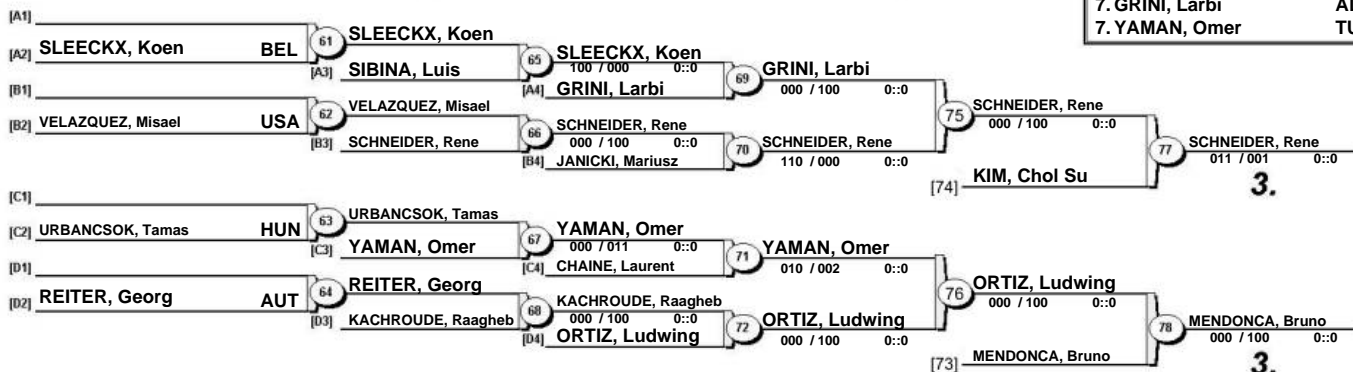 7. GRINI, Larbi
7. YAMAN, Omer
[A1]
[A2] SLEECKX, Koen BEL
61
SLEECKX, Koen
[A3] SIBINA, Luis
65
SLEECKX, Koen
100 / 000 0::0
[A4] GRINI, Larbi
69
GRINI, Larbi
000 / 100 0::0
[B1]
[B2] VELAZQUEZ, Misael USA
62
VELAZQUEZ, Misael
[B3] SCHNEIDER, Rene
66
SCHNEIDER, Rene
000 / 100 0::0
[B4] JANICKI, Mariusz
70
SCHNEIDER, Rene
110 / 000 0::0
75
SCHNEIDER, Rene
000 / 100 0::0
[74] KIM, Chol Su
77
SCHNEIDER, Rene
011 / 001 0::0
3.
[C1]
[C2] URBANCSOK, Tamas HUN
63
URBANCSOK, Tamas
[C3] YAMAN, Omer
67
YAMAN, Omer
000 / 011 0::0
[C4] CHAINE, Laurent
71
YAMAN, Omer
010 / 002 0::0
[D1]
[D2] REITER, Georg AUT
64
REITER, Georg
[D3] KACHROUDE, Raagheb
68
KACHROUDE, Raagheb
000 / 100 0::0
[D4] ORTIZ, Ludwing
72
ORTIZ, Ludwing
000 / 100 0::0
76
ORTIZ, Ludwing
000 / 100 0::0
[73] MENDONCA, Bruno
78
MENDONCA, Bruno
000 / 100 0::0
3.